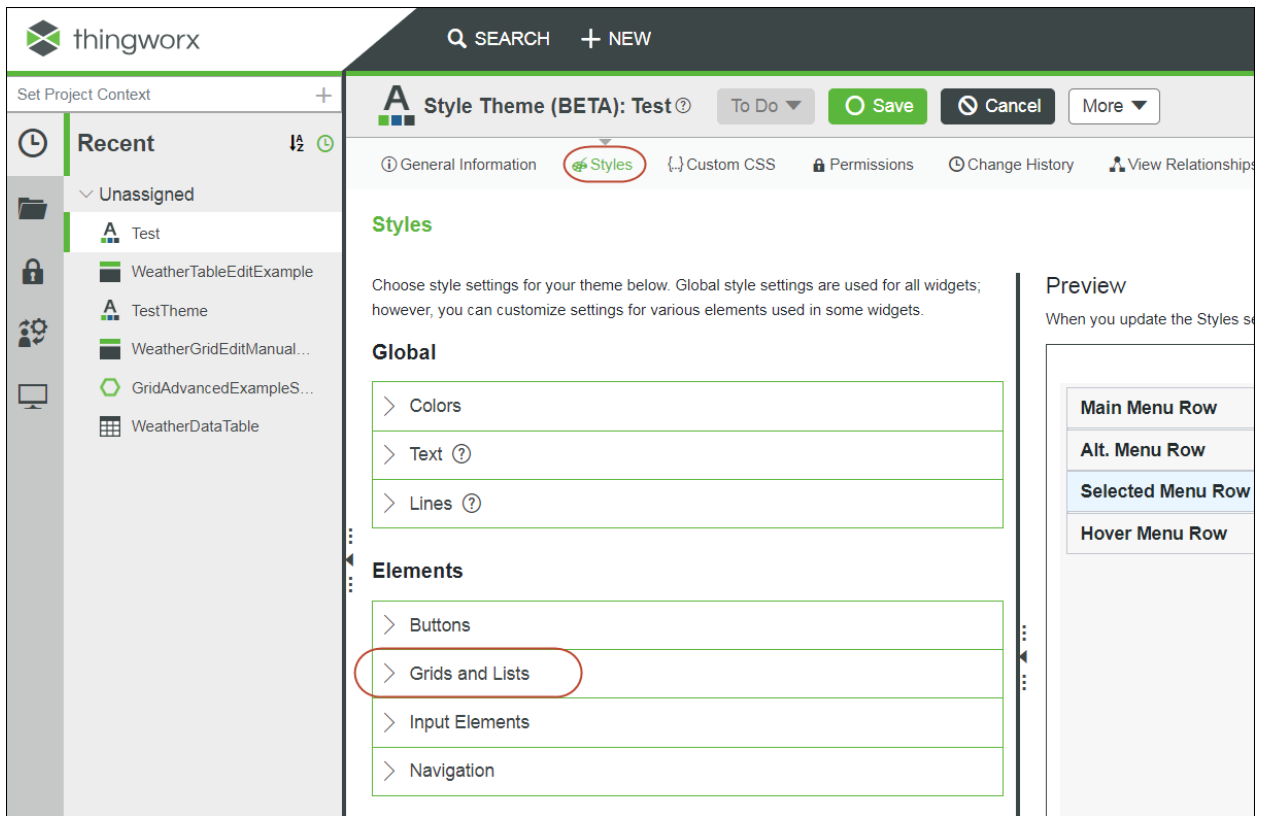 thingworx
SEARCH
NEW
Set Project Context
Style Theme (BETA): Test
To Do
Save
Cancel
More
Recent
General Information
Styles
{..} Custom CSS
Permissions
Change History
View Relationships
Unassigned
Test
WeatherTableEditExample
TestTheme
WeatherGridEditManual...
GridAdvancedExampleS...
WeatherDataTable
Styles
Choose style settings for your theme below. Global style settings are used for all widgets;
however, you can customize settings for various elements used in some widgets.
Global
Colors
Text
Lines
Elements
Buttons
Grids and Lists
Input Elements
Navigation
Preview
When you update the Styles se
Main Menu Row
Alt. Menu Row
Selected Menu Row
Hover Menu Row